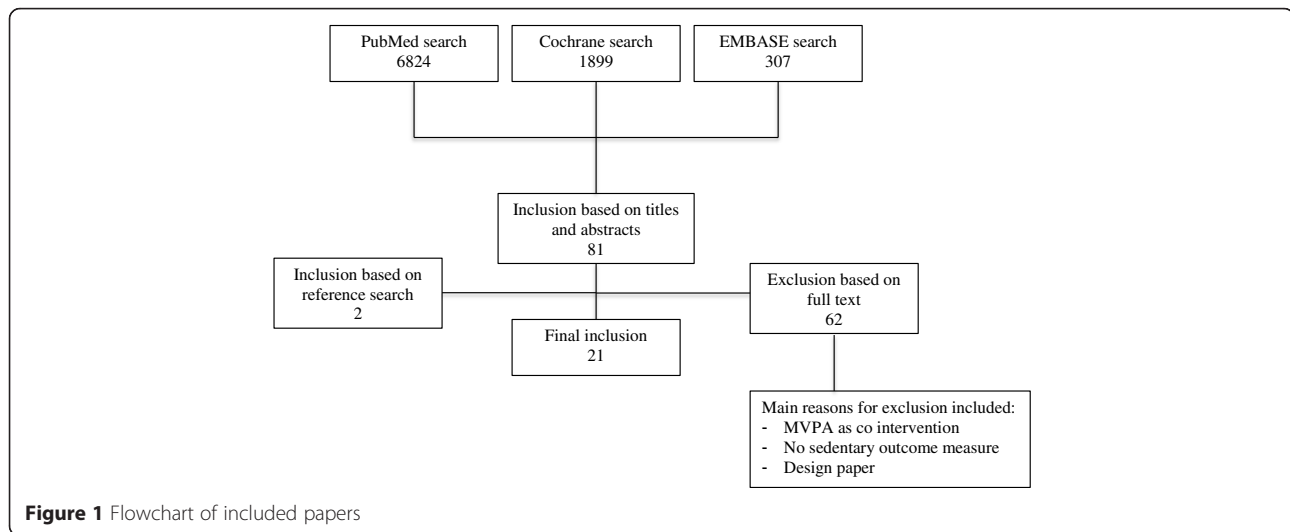 PubMed search
6824
Cochrane search
1899
EMBASE search
307
Inclusion based on titles
and abstracts
81
Inclusion based on
reference search
2
Exclusion based on
full text
62
Final inclusion
21
Main reasons for exclusion included:
- MVPA as co intervention
- No sedentary outcome measure
- Design paper
Figure 1 Flowchart of included papers